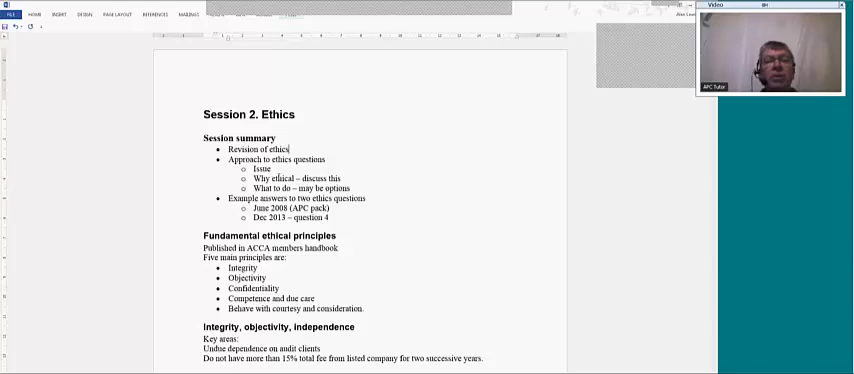 Video
FILE HOME INSERT DESIGN PAGE LAYOUT REFERENCES MAILINGS
APC Tutor
Session 2. Ethics
Session summary
• Revision of ethics
• Approach to ethics questions
o Issue
o Why ethical – discuss this
o What to do – may be options
• Example answers to two ethics questions
o June 2008 (APC pack)
o Dec 2013 – question 4
Fundamental ethical principles
Published in ACCA members handbook
Five main principles are:
• Integrity
• Objectivity
• Confidentiality
• Competence and due care
• Behave with courtesy and consideration.
Integrity, objectivity, independence
Key areas:
Undue dependence on audit clients
Do not have more than 15% total fee from listed company for two successive years.